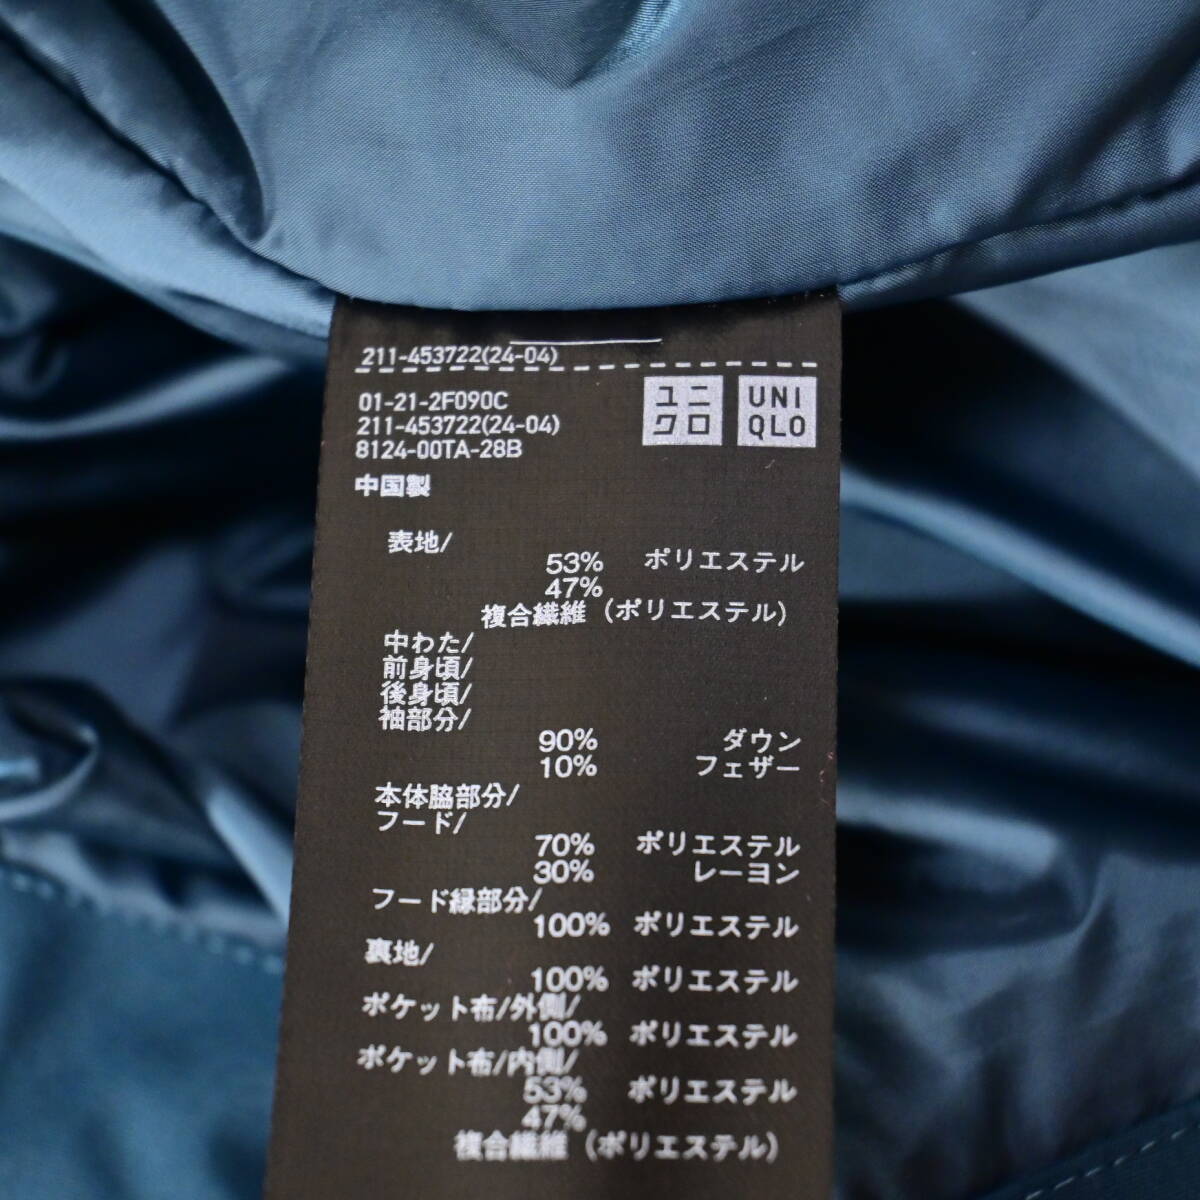 211-453722(24-04)
01-21-2F090C
211-453722(24-04)
8124-00TA-28B
ユニ
クロ
UNI
QLO
中国製
表地/
53% ポリエステル
47%
複合繊維 (ポリエステル)
中わた/
前身頃/
後身頃/
袖部分/
90% ダウン
10% フェザー
本体脇部分/
フード/
70% ポリエステル
30% レーヨン
フード縁部分/
100% ポリエステル
裏地/
100% ポリエステル
ポケット布/外側/
100% ポリエステル
ポケット布/内側/
53% ポリエステル
47%
複合繊維 (ポリエステル)